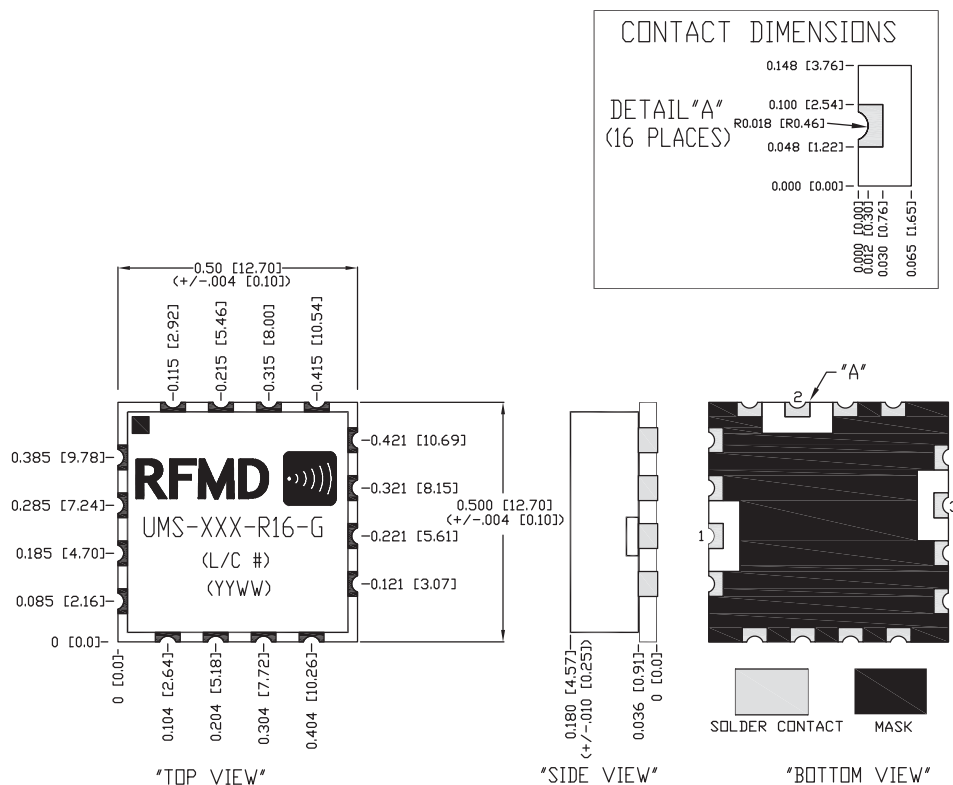 CONTACT DIMENSIONS
0.148 [3.76]
DETAIL"A"
(16 PLACES)
0.100 [2.54]
R0.018 [R0.46]
0.048 [1.22]
0.000 [0.00]
0.000 [0.00]
0.012 [0.30]
0.030 [0.76]
0.065 [1.65]
0.50 [12.70]
(+/-.004 [0.10])
0.115 [2.92]
0.215 [5.46]
0.315 [8.00]
0.415 [10.54]
0.385 [9.78]
0.285 [7.24]
0.185 [4.70]
0.085 [2.16]
0 [0.0]
RFMD
UMS-XXX-R16-G
(L/C #)
(YYWW)
0.421 [10.69]
0.321 [8.15]
0.221 [5.61]
0.121 [3.07]
0.500 [12.70]
(+/-.004 [0.10])
0 [0.0]
0.104 [2.64]
0.204 [5.18]
0.304 [7.72]
0.404 [10.26]
"TOP VIEW"
0.180 [4.57]
(+/-.010 [0.25])
0.036 [0.91]
0 [0.0]
"SIDE VIEW"
"A"
2
1
3
SOLDER CONTACT
MASK
"BOTTOM VIEW"